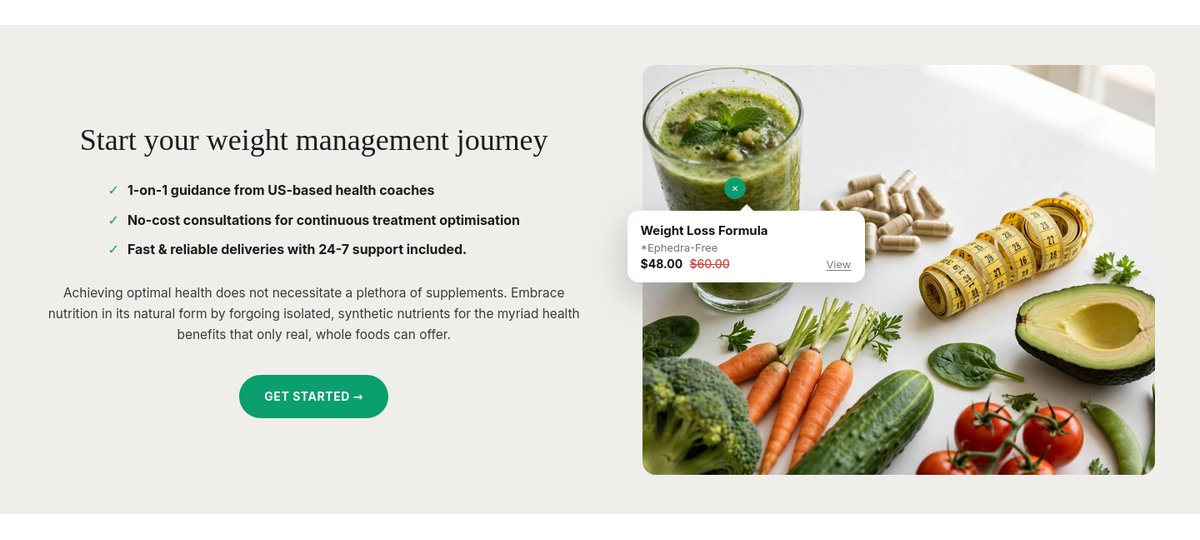 Start your weight management journey
✓ 1-on-1 guidance from US-based health coaches
✓ No-cost consultations for continuous treatment optimisation
✓ Fast & reliable deliveries with 24-7 support included.
Achieving optimal health does not necessitate a plethora of supplements. Embrace
nutrition in its natural form by forgoing isolated, synthetic nutrients for the myriad health
benefits that only real, whole foods can offer.
GET STARTED →
Weight Loss Formula
*Ephedra-Free
$48.00 $60.00 View